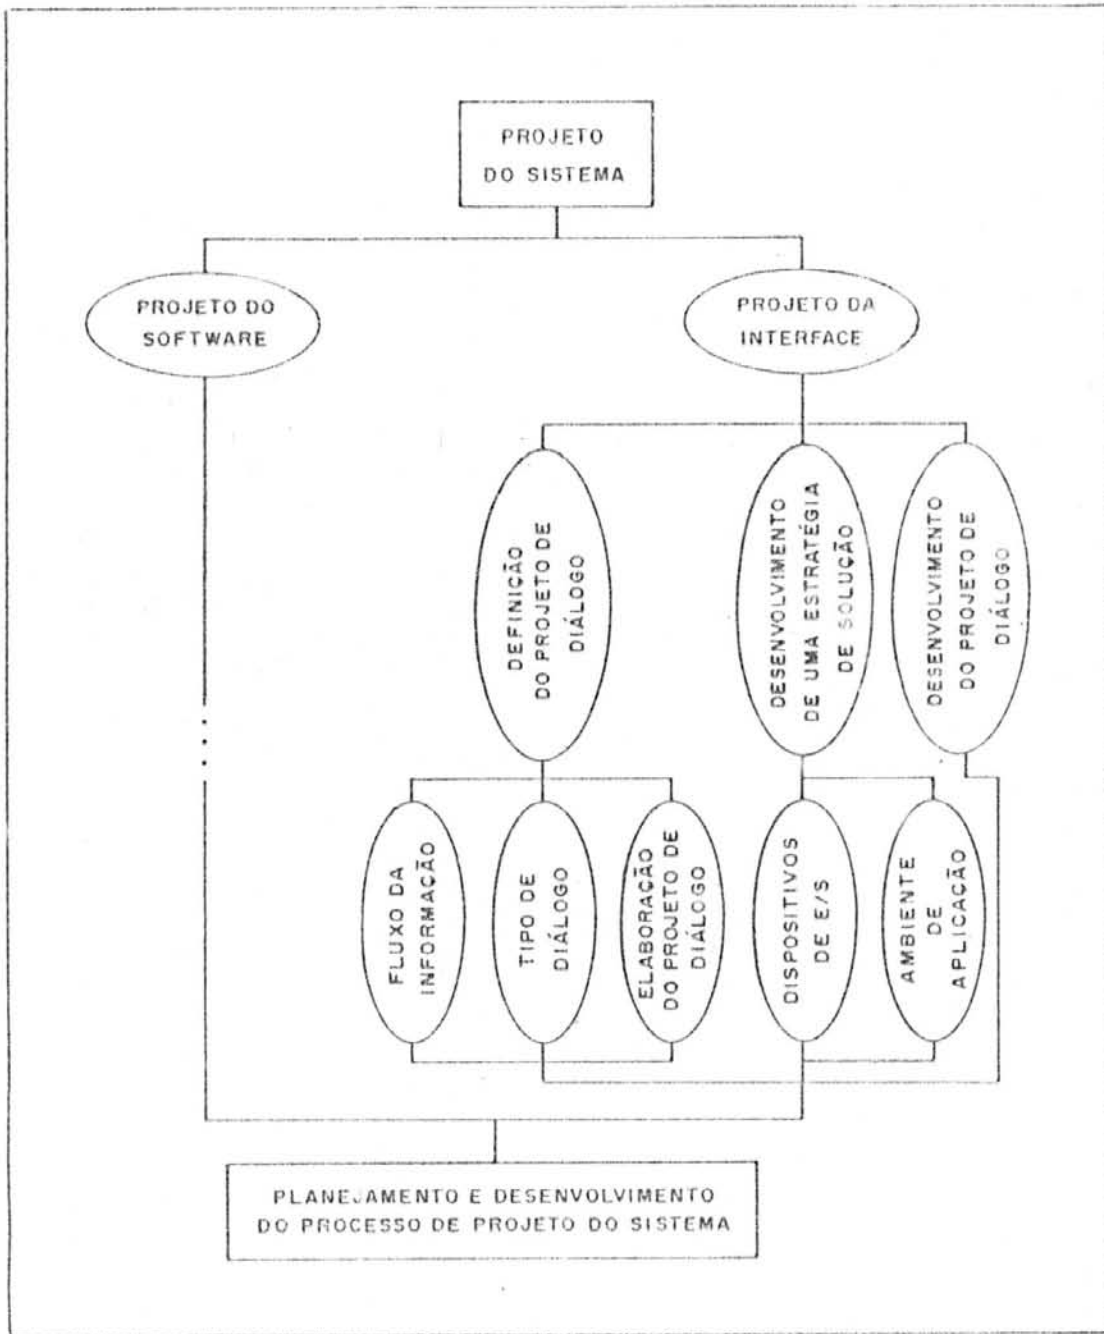 PROJETO
DO SISTEMA
PROJETO DO
SOFTWARE
PROJETO DA
INTERFACE
DEFINIÇÃO
DO PROJETO DE
DIÁLOGO
DESENVOLVIMENTO
DE UMA ESTRATÉGIA
DE SOLUÇÃO
DESENVOLVIMENTO
DO PROJETO DE
DIÁLOGO
FLUXO DA
INFORMAÇÃO
TIPO DE
DIÁLOGO
ELABORAÇÃO
DO PROJETO DE
DIÁLOGO
DISPOSITIVOS
DE E/S
AMBIENTE
DE
APLICAÇÃO
PLANEJAMENTO E DESENVOLVIMENTO
DO PROCESSO DE PROJETO DO SISTEMA